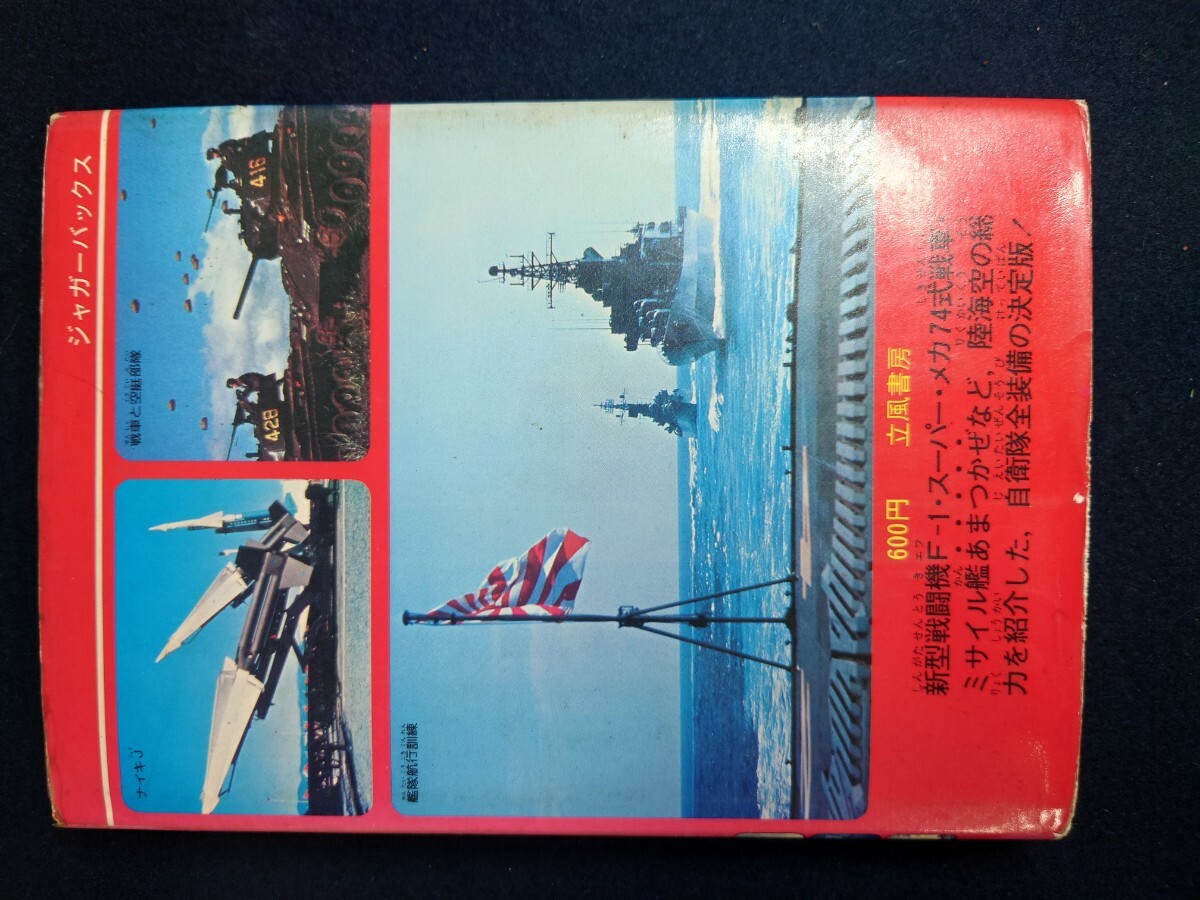 ジャガーバックス
ナイキJ
戦車と空挺部隊
428
416
艦隊航行訓練
600円 立風書房
新型戦闘機F-1・スーパー・メカ74式戦車・
ミサイル艦あまつかぜなど，陸海空の総
力を紹介した，自衛隊全装備の決定版！